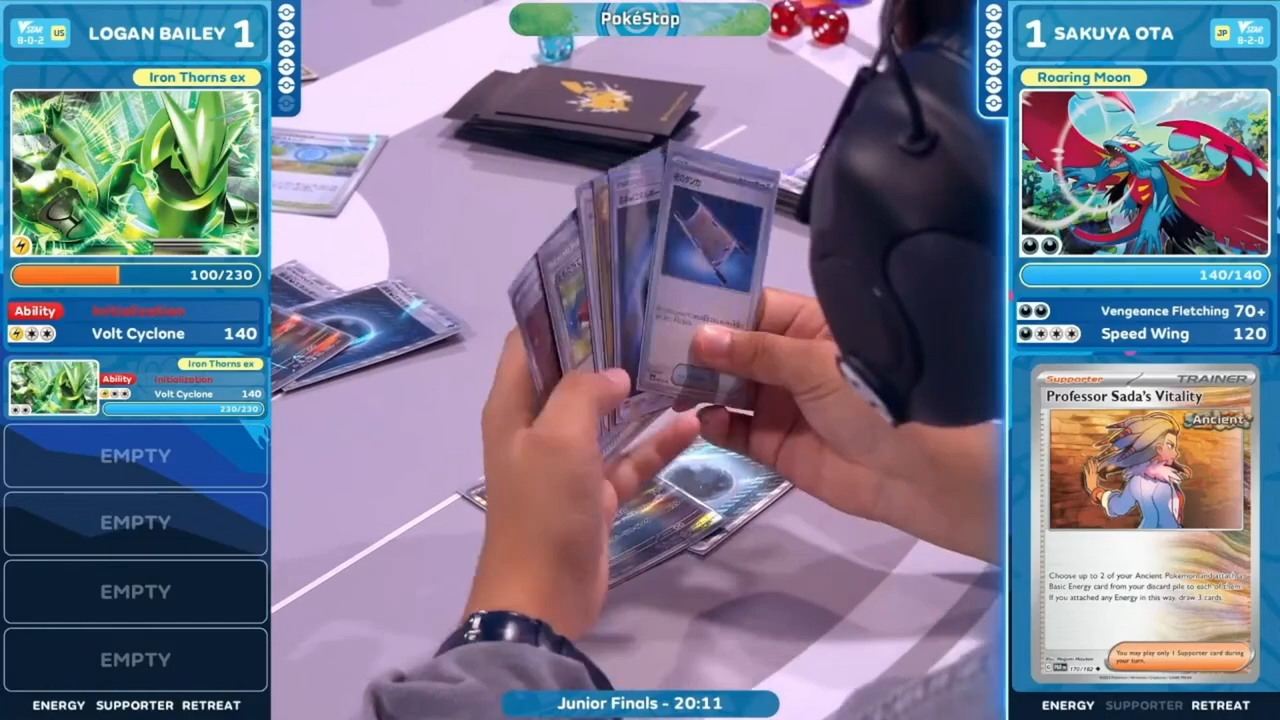 VSTAR
8-0-2
US
LOGAN BAILEY 1
Iron Thorns ex
100/230
Ability Initialization
Volt Cyclone 140
Iron Thorns ex
Ability Initialization
Volt Cyclone 140
230/230
EMPTY
EMPTY
EMPTY
EMPTY
ENERGY SUPPORTER RETREAT
PokéStop
Junior Finals - 20:11
1 SAKUYA OTA
JP
VSTAR
8-2-0
Roaring Moon
140/140
Vengeance Fletching 70+
Speed Wing 120
Supporter TRAINER
Professor Sada's Vitality
Ancient
Choose up to 2 of your Ancient Pokémon and attach a
Basic Energy card from your discard pile to each of them.
If you attached any Energy in this way, draw 3 cards.
You may play only 1 Supporter card during
your turn.
170/182
ENERGY SUPPORTER RETREAT